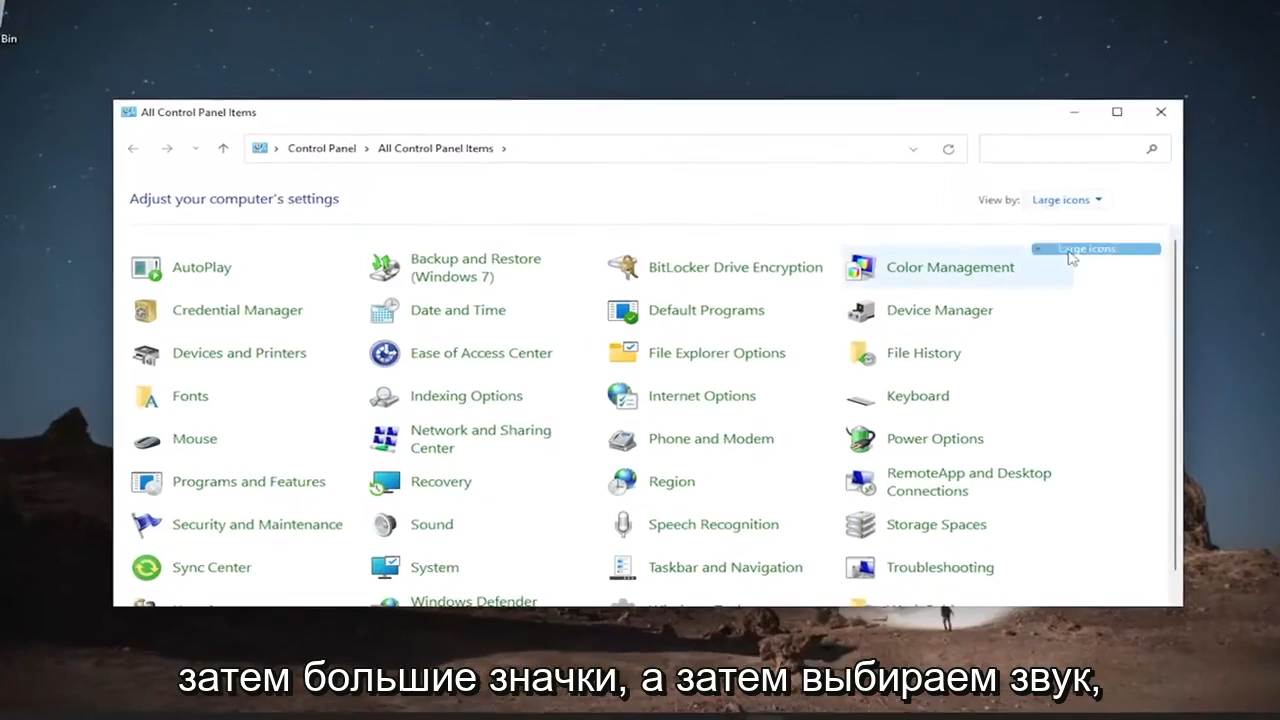 Bin
All Control Panel Items
Control Panel
All Control Panel Items
Adjust your computer's settings
View by:
Large icons
Large icons
AutoPlay
Backup and Restore
(Windows 7)
BitLocker Drive Encryption
Color Management
Credential Manager
Date and Time
Default Programs
Device Manager
Devices and Printers
Ease of Access Center
File Explorer Options
File History
Fonts
Indexing Options
Internet Options
Keyboard
Mouse
Network and Sharing
Center
Phone and Modem
Power Options
Programs and Features
Recovery
Region
RemoteApp and Desktop
Connections
Security and Maintenance
Sound
Speech Recognition
Storage Spaces
Sync Center
System
Taskbar and Navigation
Troubleshooting
Windows Defender
затем большие значки, а затем выбираем звук,